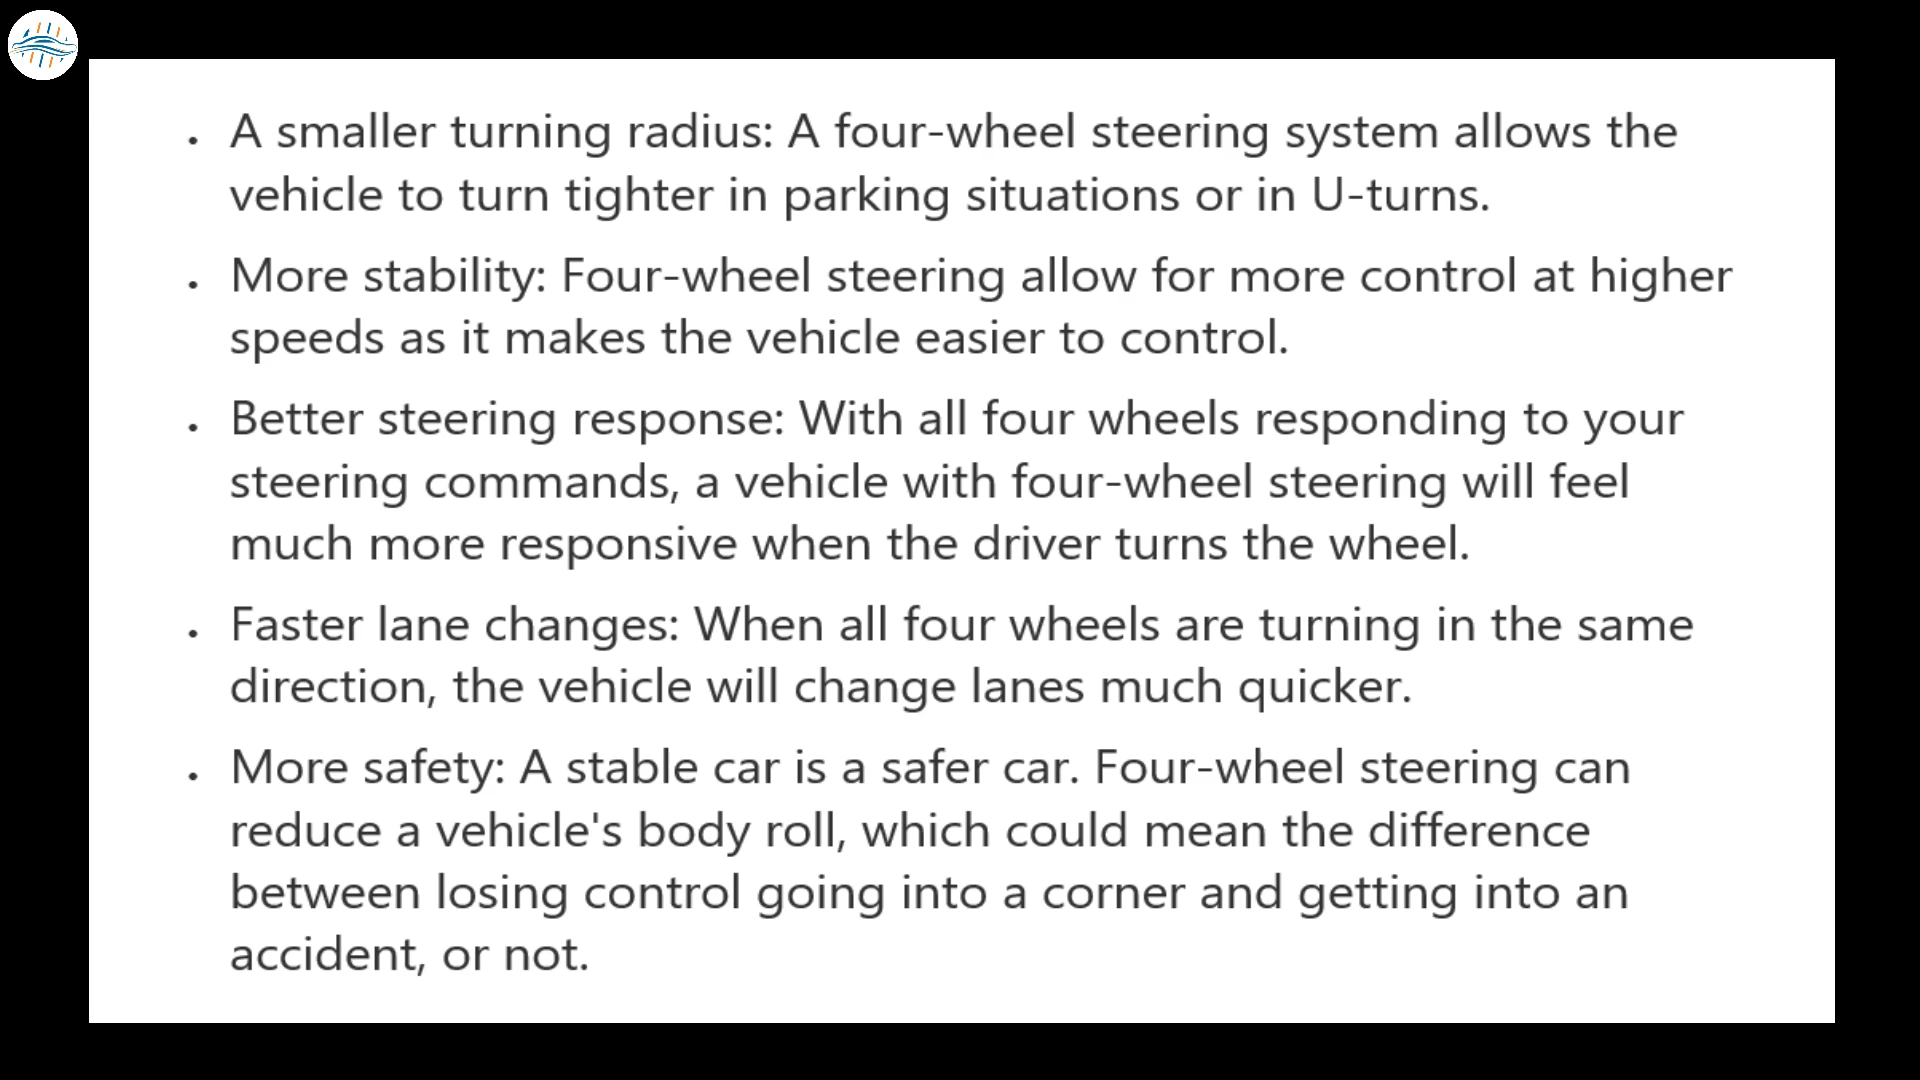 • A smaller turning radius: A four-wheel steering system allows the
vehicle to turn tighter in parking situations or in U-turns.
• More stability: Four-wheel steering allow for more control at higher
speeds as it makes the vehicle easier to control.
• Better steering response: With all four wheels responding to your
steering commands, a vehicle with four-wheel steering will feel
much more responsive when the driver turns the wheel.
• Faster lane changes: When all four wheels are turning in the same
direction, the vehicle will change lanes much quicker.
• More safety: A stable car is a safer car. Four-wheel steering can
reduce a vehicle's body roll, which could mean the difference
between losing control going into a corner and getting into an
accident, or not.